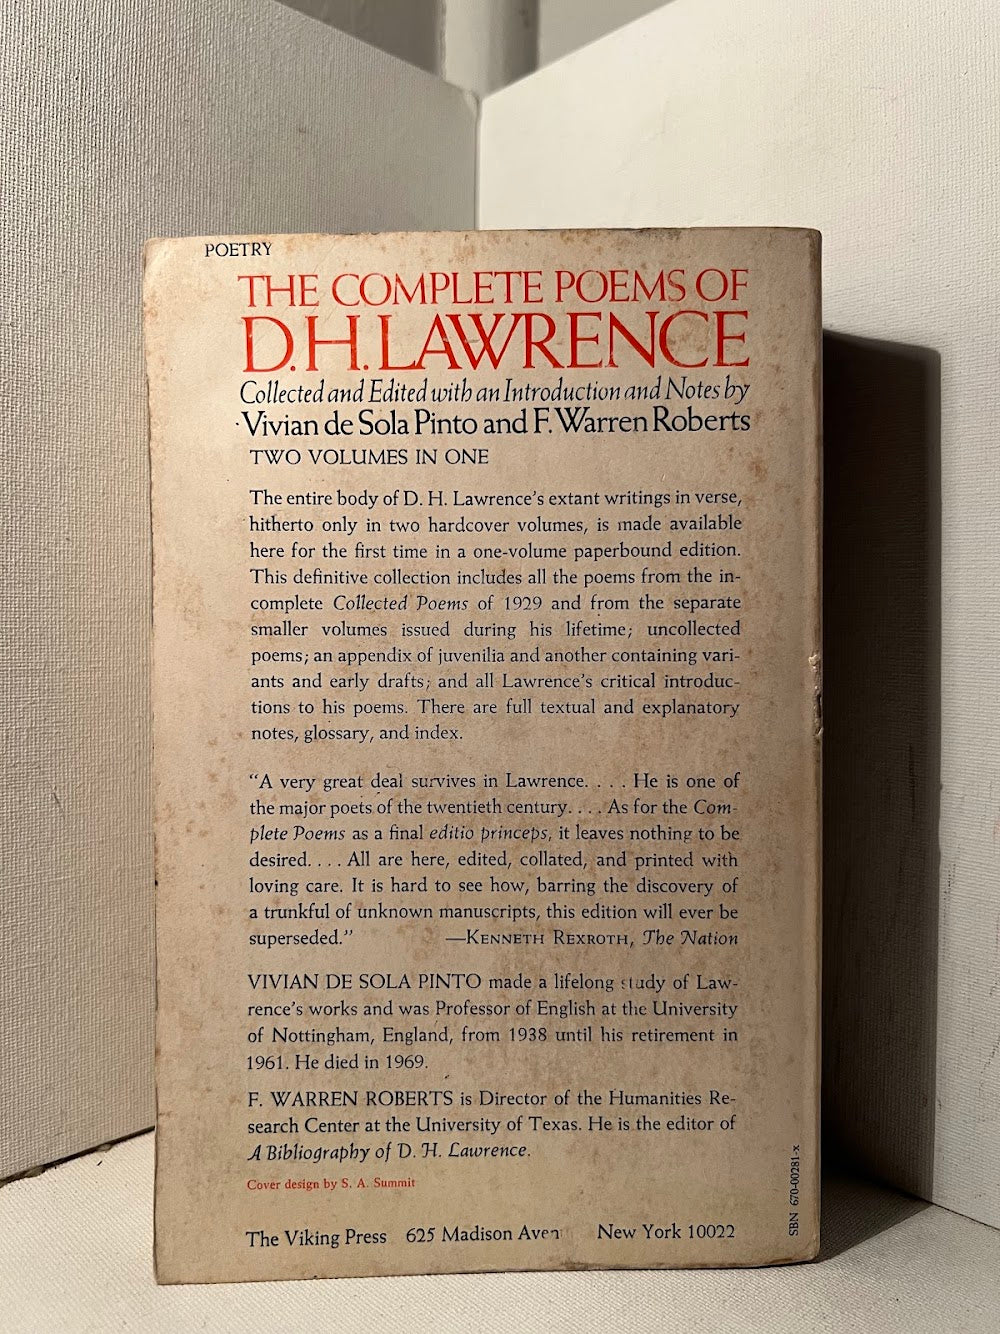 POETRY
THE COMPLETE POEMS OF
D.H.LAWRENCE
Collected and Edited with an Introduction and Notes by
Vivian de Sola Pinto and F. Warren Roberts
TWO VOLUMES IN ONE
The entire body of D. H. Lawrence's extant writings in verse,
hitherto only in two hardcover volumes, is made available
here for the first time in a one-volume paperbound edition.
This definitive collection includes all the poems from the in-
complete Collected Poems of 1929 and from the separate
smaller volumes issued during his lifetime; uncollected
poems; an appendix of juvenilia and another containing vari-
ants and early drafts; and all Lawrence's critical introduc-
tions to his poems. There are full textual and explanatory
notes, glossary, and index.
“A very great deal survives in Lawrence. . . . He is one of
the major poets of the twentieth century. . . . As for the Com-
plete Poems as a final editio princeps, it leaves nothing to be
desired. . . . All are here, edited, collated, and printed with
loving care. It is hard to see how, barring the discovery of
a trunkful of unknown manuscripts, this edition will ever be
superseded.” —KENNETH REXROTH, The Nation
VIVIAN DE SOLA PINTO made a lifelong study of Law-
rence's works and was Professor of English at the University
of Nottingham, England, from 1938 until his retirement in
1961. He died in 1969.
F. WARREN ROBERTS is Director of the Humanities Re-
search Center at the University of Texas. He is the editor of
A Bibliography of D. H. Lawrence.
Cover design by S. A. Summit
The Viking Press 625 Madison Aven New York 10022
SBN 670-00281-x